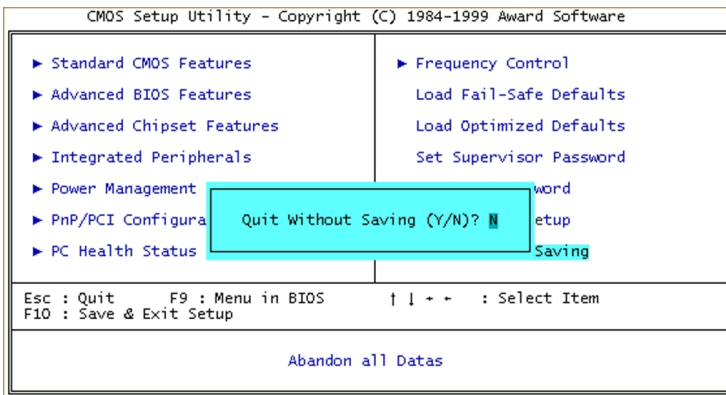 CMOS Setup Utility - Copyright (C) 1984-1999 Award Software
▶ Standard CMOS Features
▶ Advanced BIOS Features
▶ Advanced Chipset Features
▶ Integrated Peripherals
▶ Power Management
▶ PnP/PCI Configura
▶ PC Health Status
▶ Frequency Control
Load Fail-Safe Defaults
Load Optimized Defaults
Set Supervisor Password
word
etup
Saving
Quit Without Saving (Y/N)? N
Esc : Quit F9 : Menu in BIOS ↑ ↓ ← ← : Select Item
F10 : Save & Exit Setup
Abandon all Datas